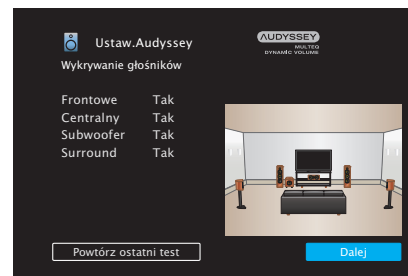 Ustaw.Audyssey
AUDYSSEY
MULTEQ
DYNAMIC VOLUME
Wykrywanie głośników
Frontowe Tak
Centralny Tak
Subwoofer Tak
Surround Tak
Powtórz ostatni test
Dalej